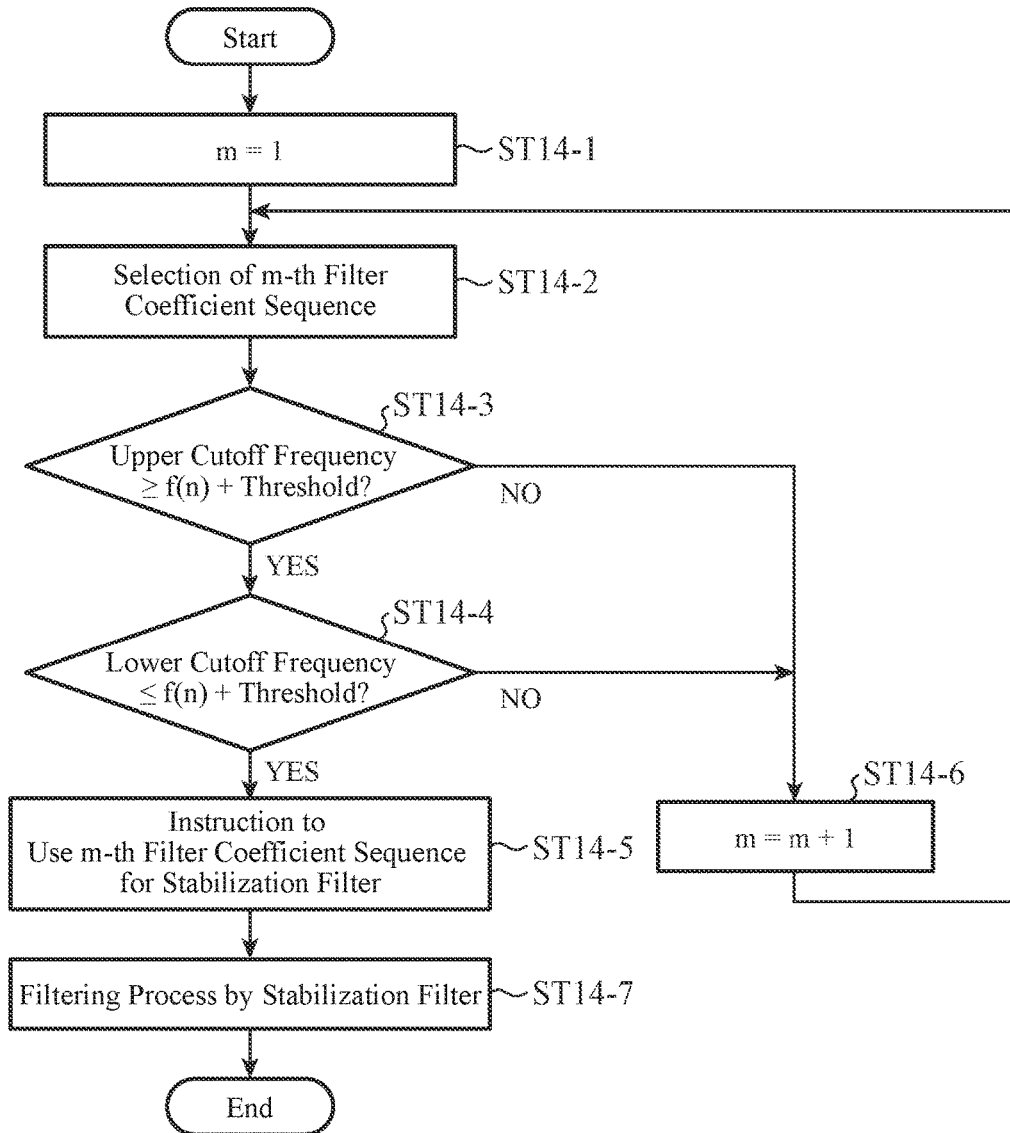 Start
m = 1
ST14-1
Selection of m-th Filter
Coefficient Sequence
ST14-2
ST14-3
Upper Cutoff Frequency
≥ f(n) + Threshold?
NO
YES
ST14-4
Lower Cutoff Frequency
≤ f(n) + Threshold?
NO
YES
Instruction to
Use m-th Filter Coefficient Sequence
for Stabilization Filter
ST14-5
ST14-6
m = m + 1
Filtering Process by Stabilization Filter
ST14-7
End